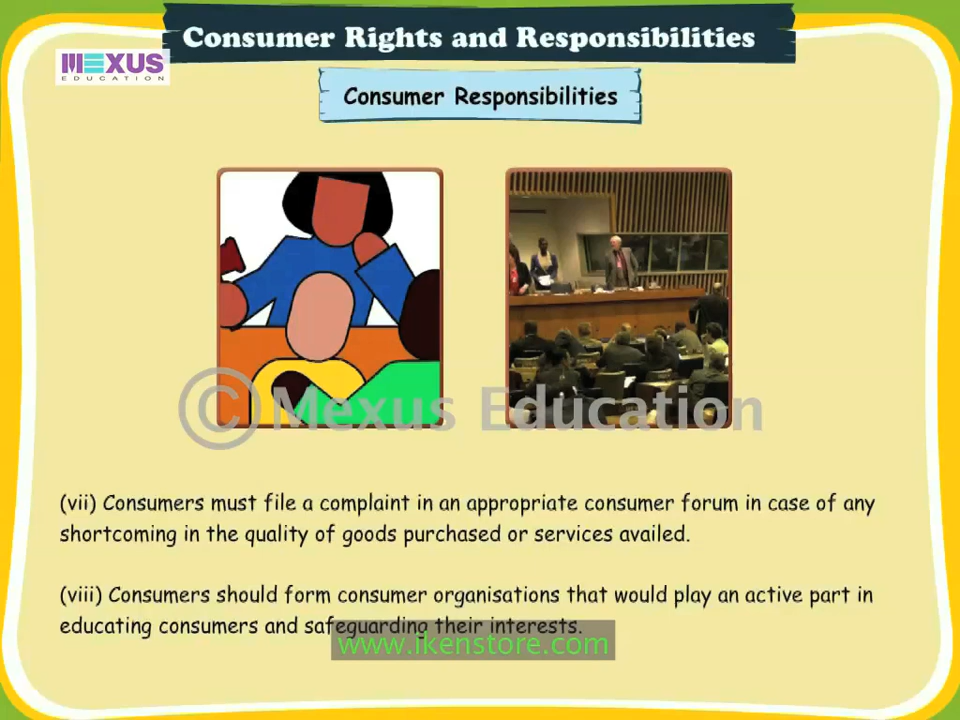 Consumer Rights and Responsibilities
MEXUS
EDUCATION
Consumer Responsibilities
© Mexus Education
(vii) Consumers must file a complaint in an appropriate consumer forum in case of any
shortcoming in the quality of goods purchased or services availed.
(viii) Consumers should form consumer organisations that would play an active part in
educating consumers and safeguarding their interests.
www.ikenstore.com